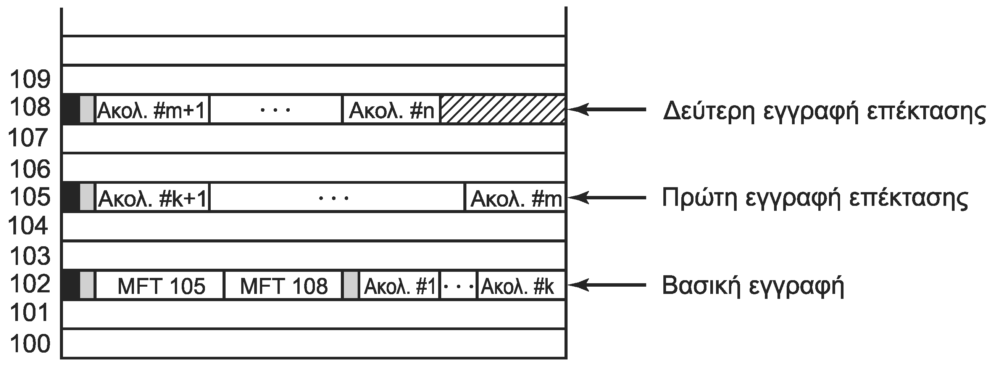 109
108 Ακολ. #m+1 · · · Ακολ. #n Δεύτερη εγγραφή επέκτασης
107
106
105 Ακολ. #k+1 · · · Ακολ. #m Πρώτη εγγραφή επέκτασης
104
103
102 MFT 105 MFT 108 Ακολ. #1 · · · Ακολ. #k Βασική εγγραφή
101
100